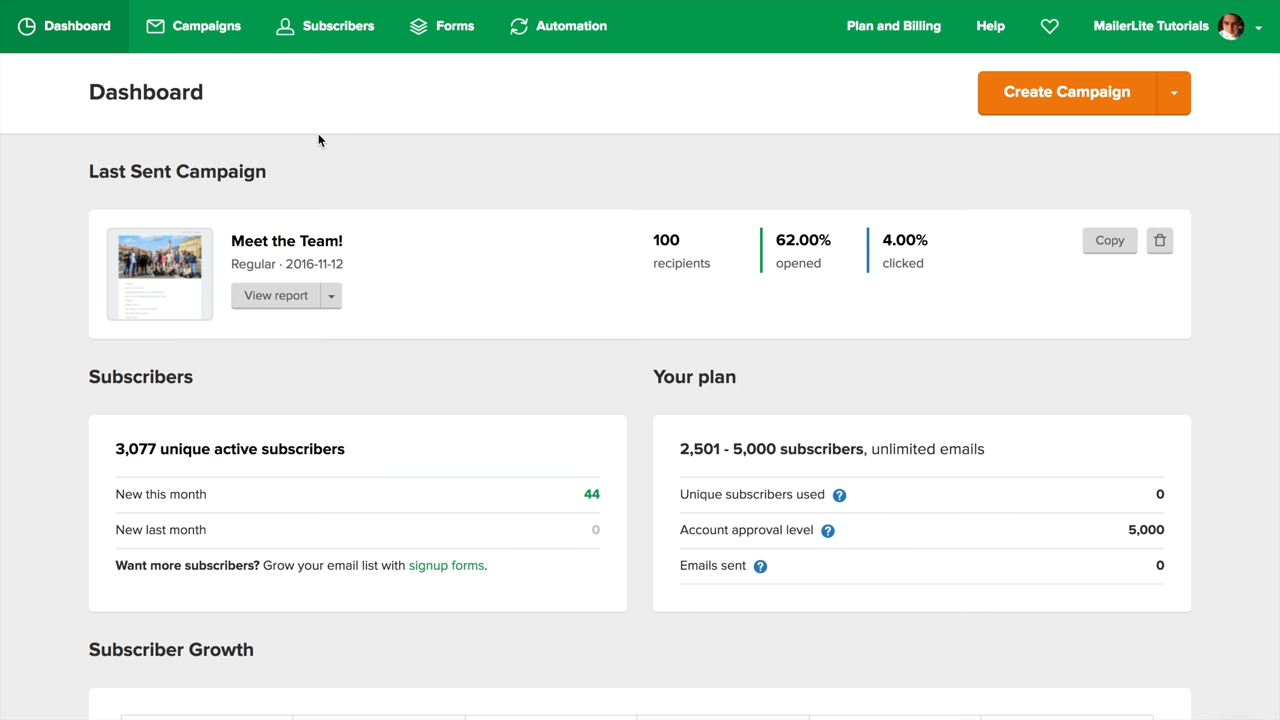 Dashboard Campaigns Subscribers Forms Automation Plan and Billing Help MailerLite Tutorials
Dashboard
Create Campaign
Last Sent Campaign
Meet the Team!
Regular · 2016-11-12
View report
100
recipients
62.00%
opened
4.00%
clicked
Copy
Subscribers
3,077 unique active subscribers
New this month 44
New last month 0
Want more subscribers? Grow your email list with signup forms.
Your plan
2,501 - 5,000 subscribers, unlimited emails
Unique subscribers used ? 0
Account approval level ? 5,000
Emails sent ? 0
Subscriber Growth